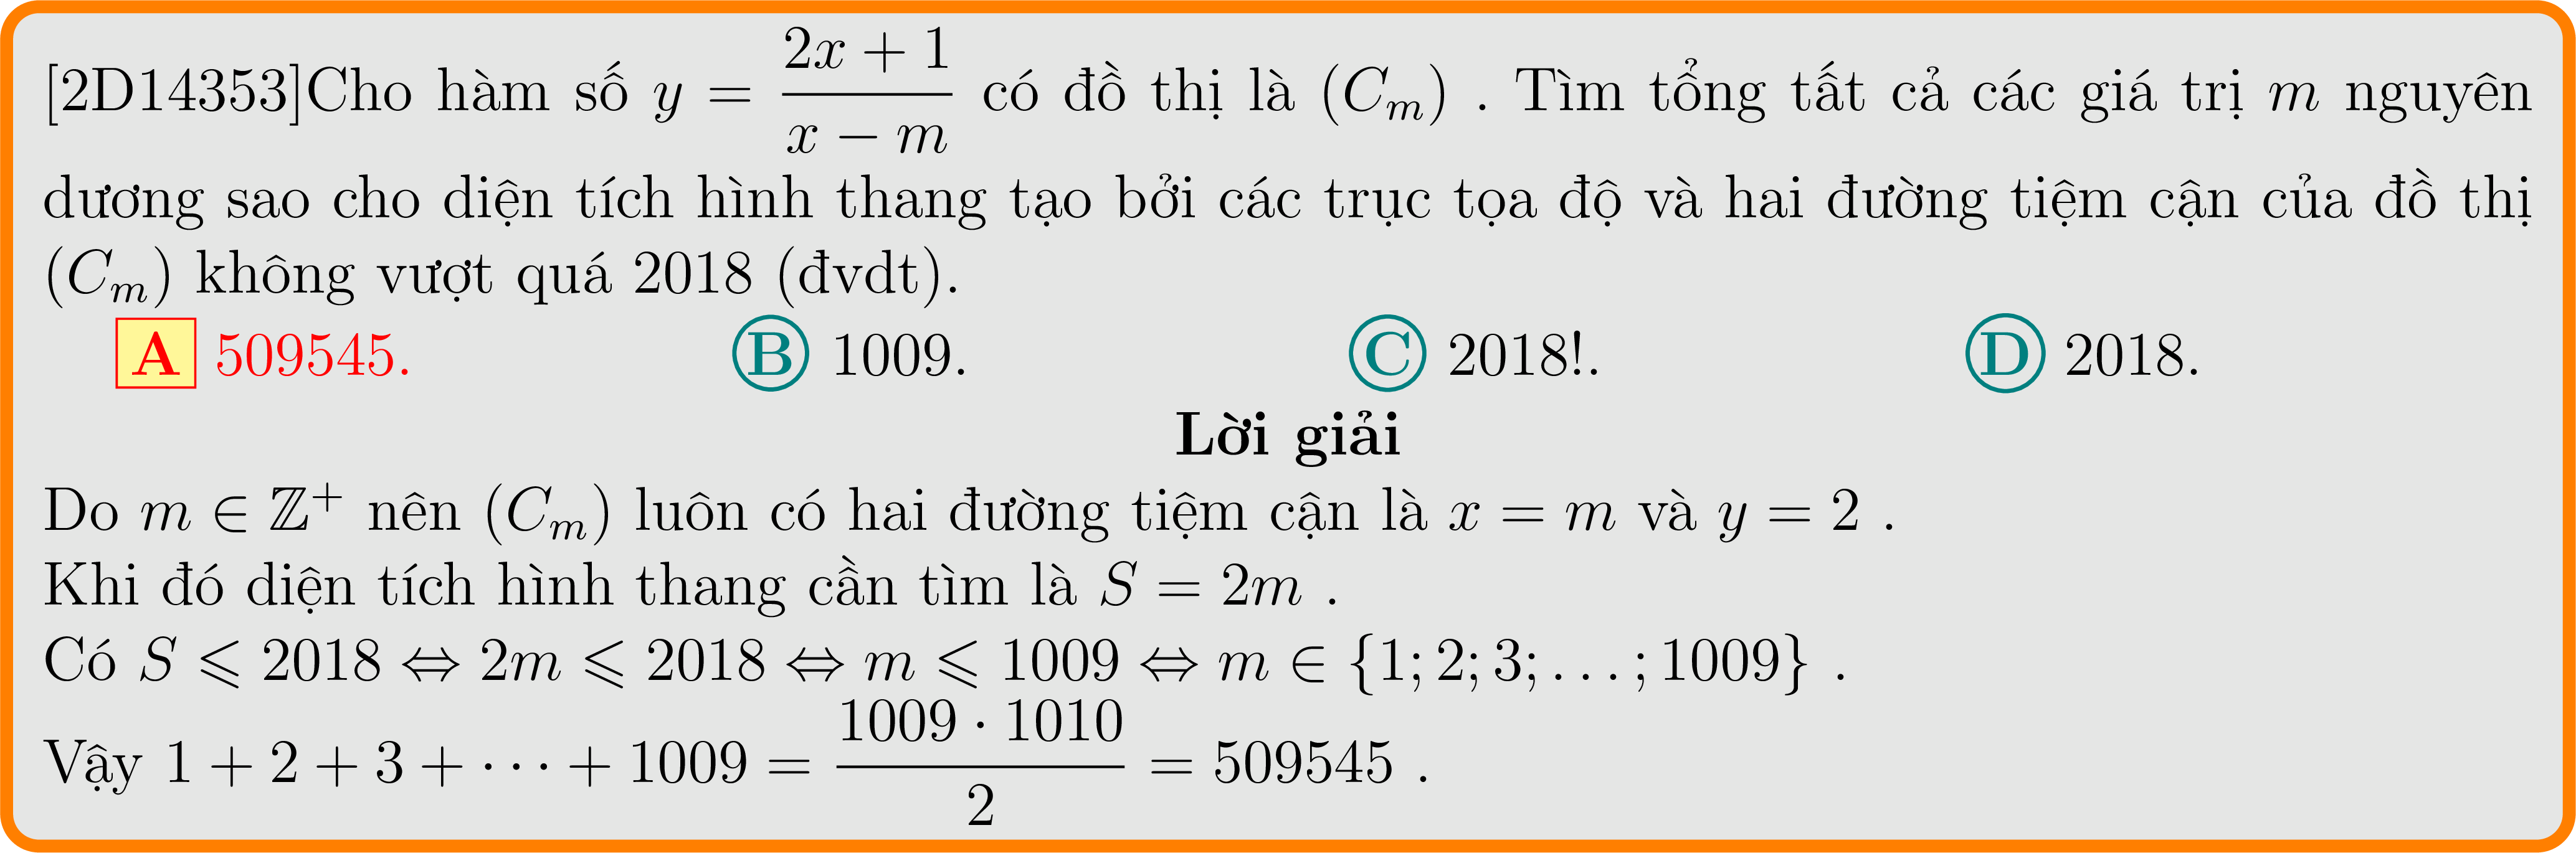 [2D14353]Cho hàm số $y = \dfrac{2x+1}{x-m}$ có đồ thị là $(C_m)$ . Tìm tổng tất cả các giá trị $m$ nguyên
dương sao cho diện tích hình thang tạo bởi các trục tọa độ và hai đường tiệm cận của đồ thị
$(C_m)$ không vượt quá 2018 (đvdt).
A 509545. B 1009. C 2018!. D 2018.
Lời giải
Do $m \in \mathbb{Z}^+$ nên $(C_m)$ luôn có hai đường tiệm cận là $x = m$ và $y = 2$ .
Khi đó diện tích hình thang cần tìm là $S = 2m$ .
Có $S \leqslant 2018 \Leftrightarrow 2m \leqslant 2018 \Leftrightarrow m \leqslant 1009 \Leftrightarrow m \in \{1; 2; 3; \ldots; 1009\}$ .
Vậy $1 + 2 + 3 + \cdots + 1009 = \dfrac{1009 \cdot 1010}{2} = 509545$ .